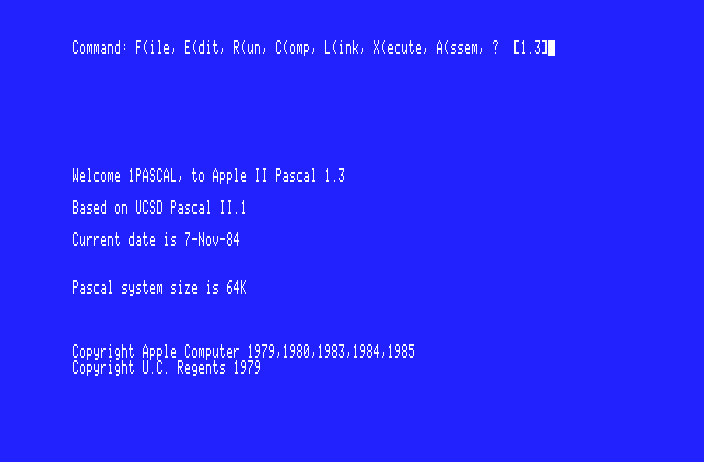 Command: F(ile, E(dit, R(un, C(omp, L(ink, X(ecute, A(ssem, ?  [1.3]
Welcome 1PASCAL, to Apple II Pascal 1.3
Based on UCSD Pascal II.1
Current date is 7-Nov-84
Pascal system size is 64K
Copyright Apple Computer 1979,1980,1983,1984,1985
Copyright U.C. Regents 1979